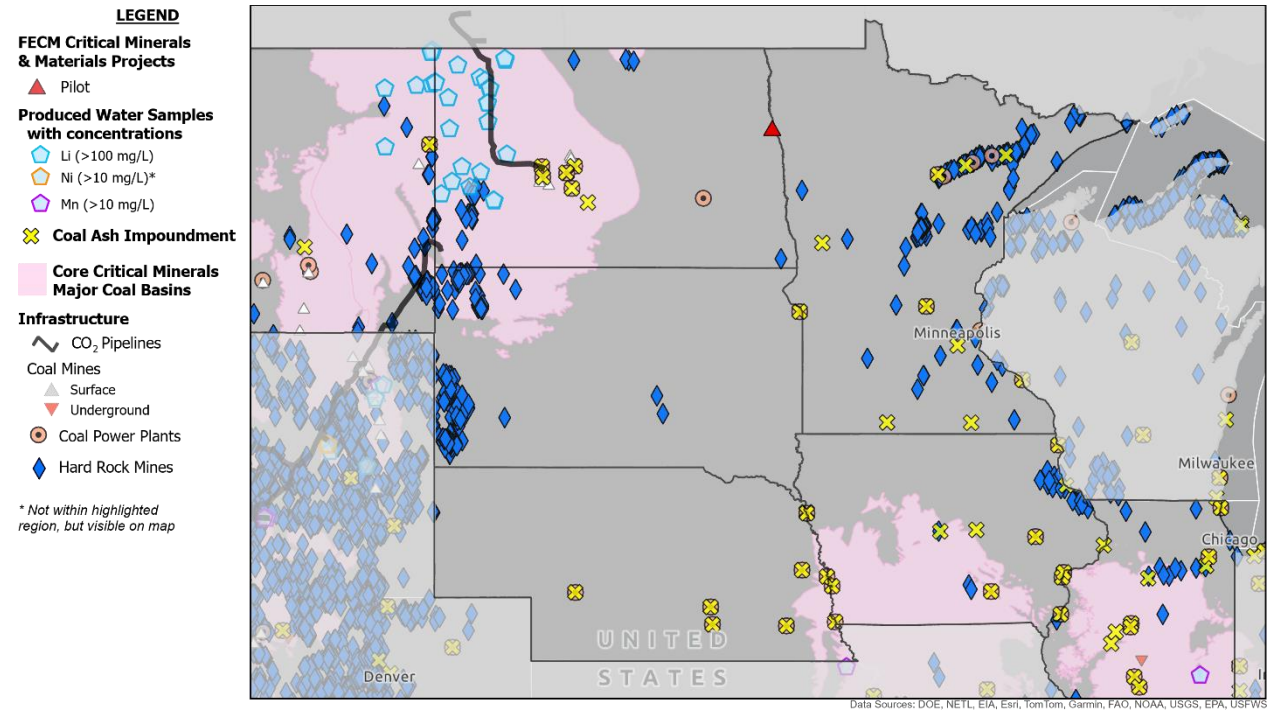 LEGEND
FECM Critical Minerals
& Materials Projects
Pilot
Produced Water Samples
with concentrations
Li (>100 mg/L)
Ni (>10 mg/L)*
Mn (>10 mg/L)
Coal Ash Impoundment
Core Critical Minerals
Major Coal Basins
Infrastructure
CO2 Pipelines
Coal Mines
Surface
Underground
Coal Power Plants
Hard Rock Mines
* Not within highlighted
region, but visible on map
Minneapolis
Milwaukee
Chicago
UNITED
STATES
Denver
I
Data Sources: DOE, NETL, EIA, Esri, TomTom, Garmin, FAO, NOAA, USGS, EPA, USFWS